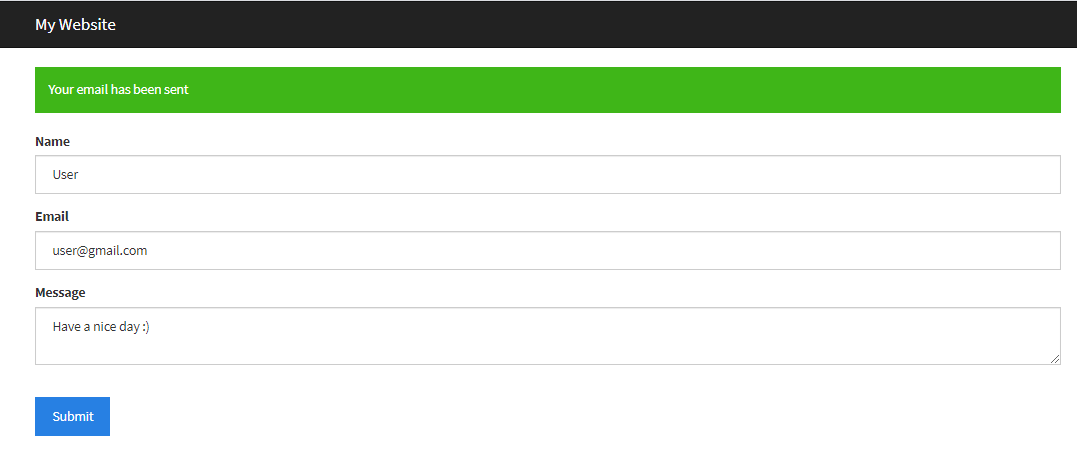 My Website
Your email has been sent
Name
User
Email
user@gmail.com
Message
Have a nice day :)
Submit